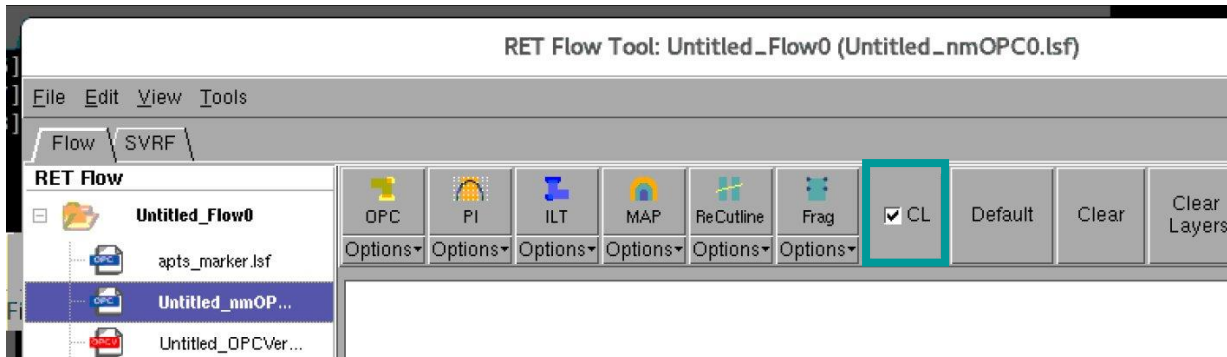 RET Flow Tool: Untitled_Flow0 (Untitled_nmOPC0.lsf)
File Edit View Tools
Flow SVRF
RET Flow
Untitled_Flow0
apts_marker.lsf
Untitled_nmOP...
Untitled_OPCVer...
OPC PI ILT MAP ReCutline Frag CL Default Clear Clear Layers
Options Options Options Options Options Options